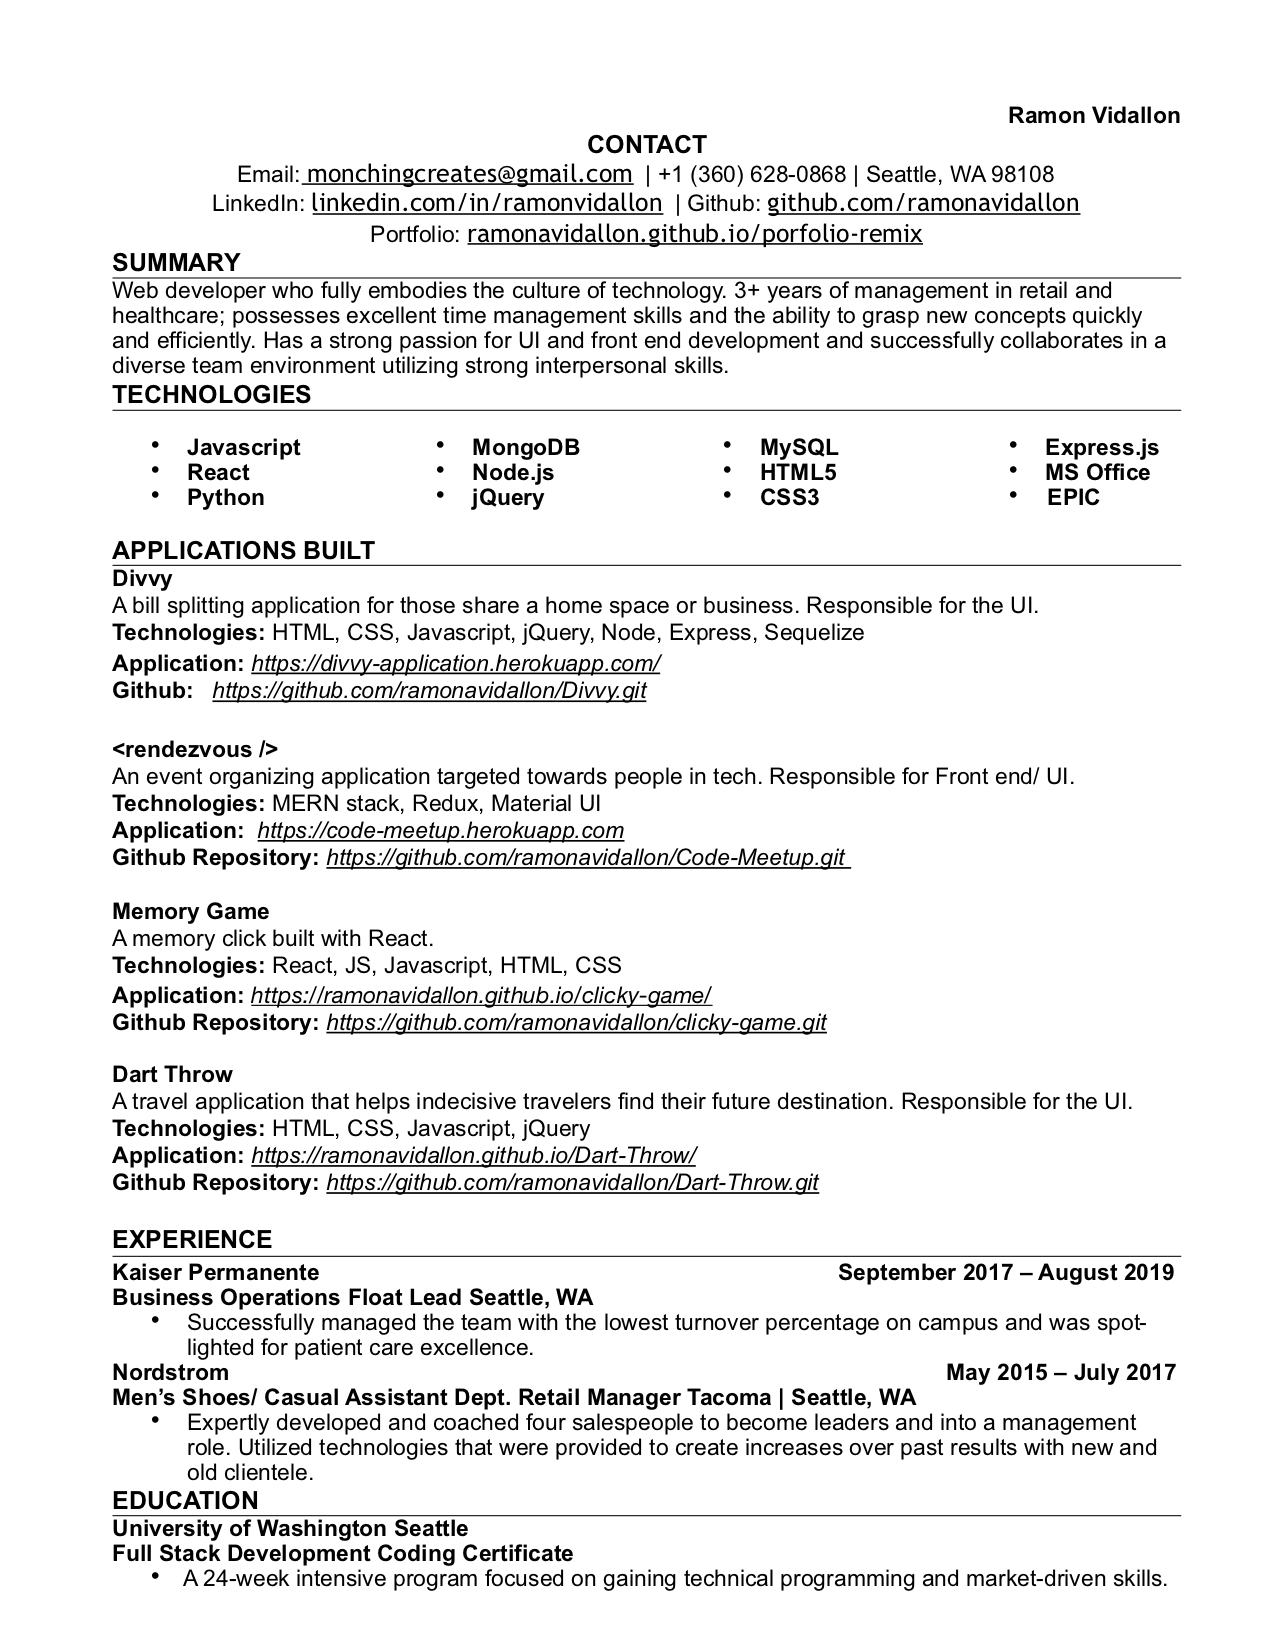 Ramon Vidallon
CONTACT
Email: monchingcreates@gmail.com | +1 (360) 628-0868 | Seattle, WA 98108
LinkedIn: linkedin.com/in/ramonvidallon | Github: github.com/ramonavidallon
Portfolio: ramonavidallon.github.io/porfolio-remix
SUMMARY
Web developer who fully embodies the culture of technology. 3+ years of management in retail and
healthcare; possesses excellent time management skills and the ability to grasp new concepts quickly
and efficiently. Has a strong passion for UI and front end development and successfully collaborates in a
diverse team environment utilizing strong interpersonal skills.
TECHNOLOGIES
• Javascript • MongoDB • MySQL • Express.js
• React • Node.js • HTML5 • MS Office
• Python • jQuery • CSS3 • EPIC
APPLICATIONS BUILT
Divvy
A bill splitting application for those share a home space or business. Responsible for the UI.
Technologies: HTML, CSS, Javascript, jQuery, Node, Express, Sequelize
Application: https://divvy-application.herokuapp.com/
Github: https://github.com/ramonavidallon/Divvy.git
<rendezvous />
An event organizing application targeted towards people in tech. Responsible for Front end/ UI.
Technologies: MERN stack, Redux, Material UI
Application: https://code-meetup.herokuapp.com
Github Repository: https://github.com/ramonavidallon/Code-Meetup.git
Memory Game
A memory click built with React.
Technologies: React, JS, Javascript, HTML, CSS
Application: https://ramonavidallon.github.io/clicky-game/
Github Repository: https://github.com/ramonavidallon/clicky-game.git
Dart Throw
A travel application that helps indecisive travelers find their future destination. Responsible for the UI.
Technologies: HTML, CSS, Javascript, jQuery
Application: https://ramonavidallon.github.io/Dart-Throw/
Github Repository: https://github.com/ramonavidallon/Dart-Throw.git
EXPERIENCE
Kaiser Permanente September 2017 – August 2019
Business Operations Float Lead Seattle, WA
• Successfully managed the team with the lowest turnover percentage on campus and was spot-
lighted for patient care excellence.
Nordstrom May 2015 – July 2017
Men’s Shoes/ Casual Assistant Dept. Retail Manager Tacoma | Seattle, WA
• Expertly developed and coached four salespeople to become leaders and into a management
role. Utilized technologies that were provided to create increases over past results with new and
old clientele.
EDUCATION
University of Washington Seattle
Full Stack Development Coding Certificate
• A 24-week intensive program focused on gaining technical programming and market-driven skills.